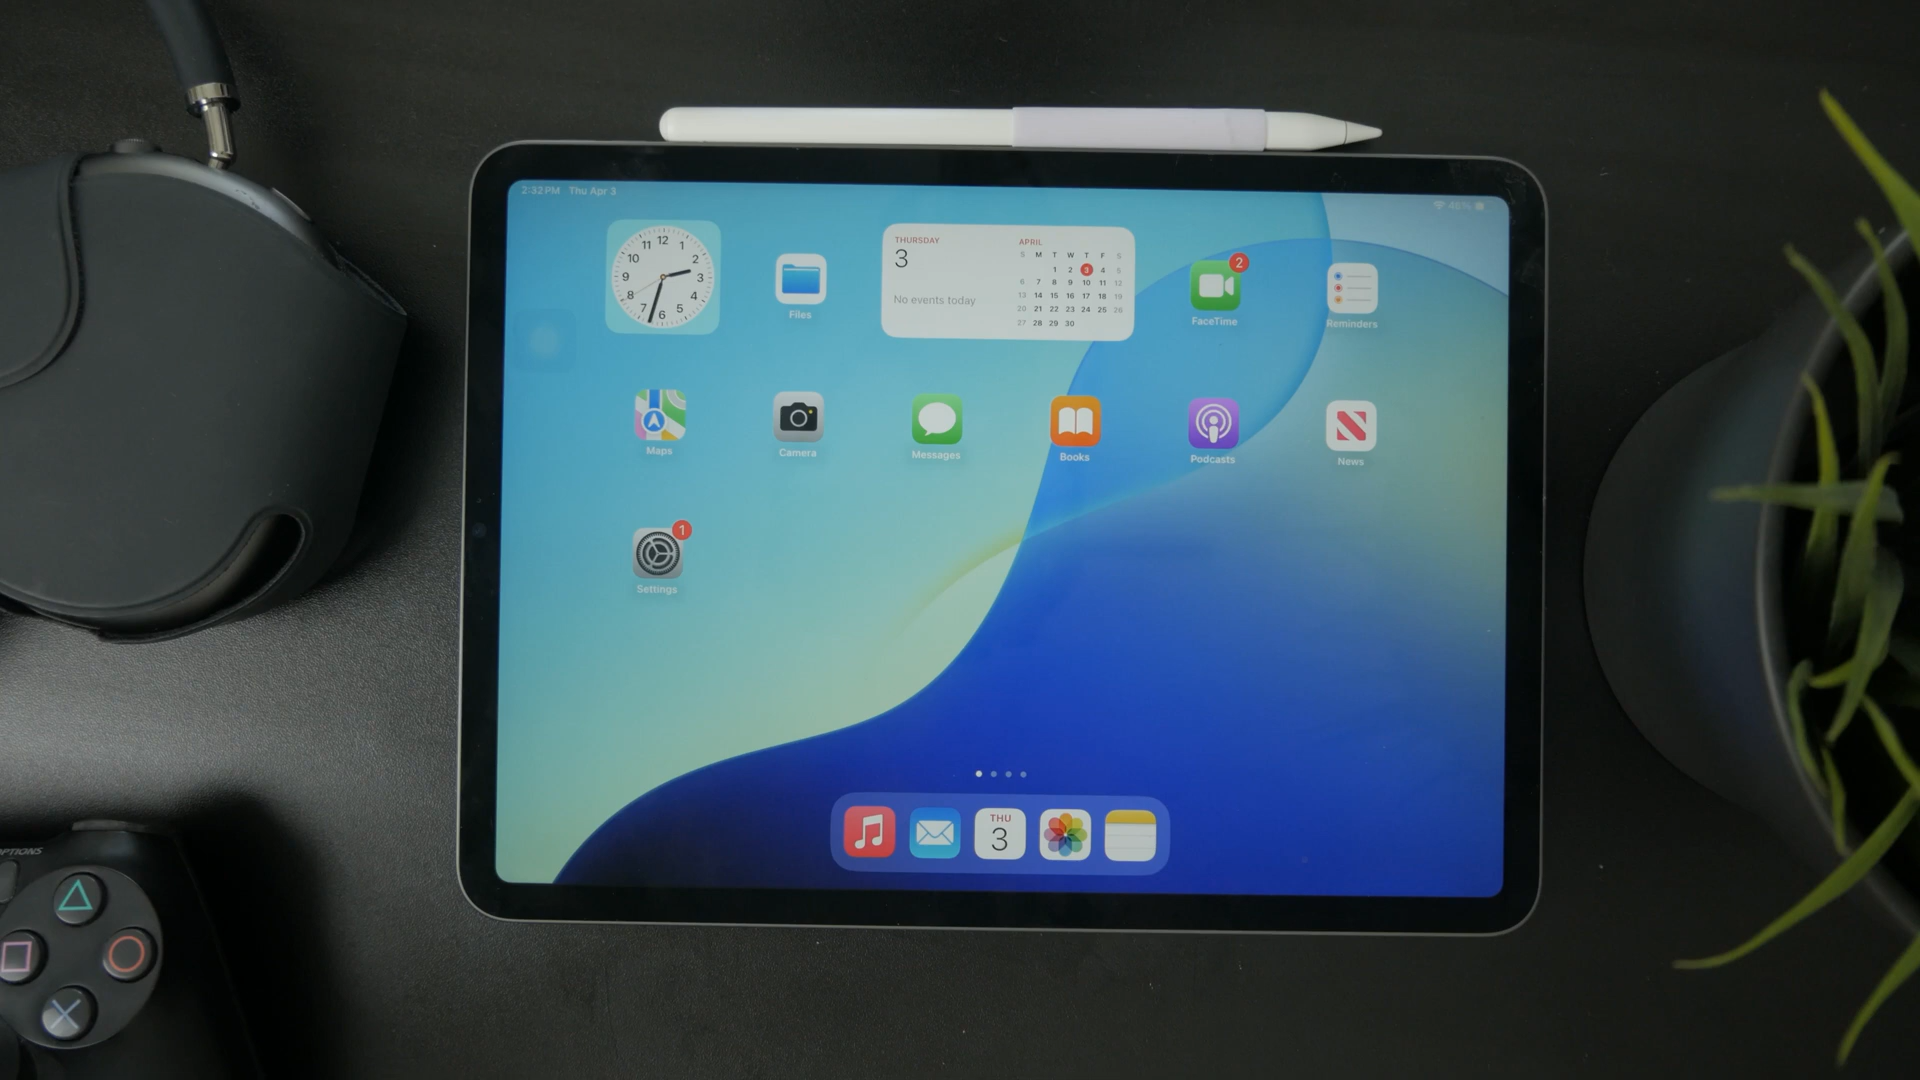 2:32 PM Thu Apr 3
46%
12
11 1
10 2
9 3
8 4
7 5
6
Files
THURSDAY
3
No events today
APRIL
S M T W T F S
1 2 3 4 5
6 7 8 9 10 11 12
13 14 15 16 17 18 19
20 21 22 23 24 25 26
27 28 29 30
2
FaceTime
Reminders
Maps
Camera
Messages
Books
Podcasts
News
1
Settings
THU
3
OPTIONS